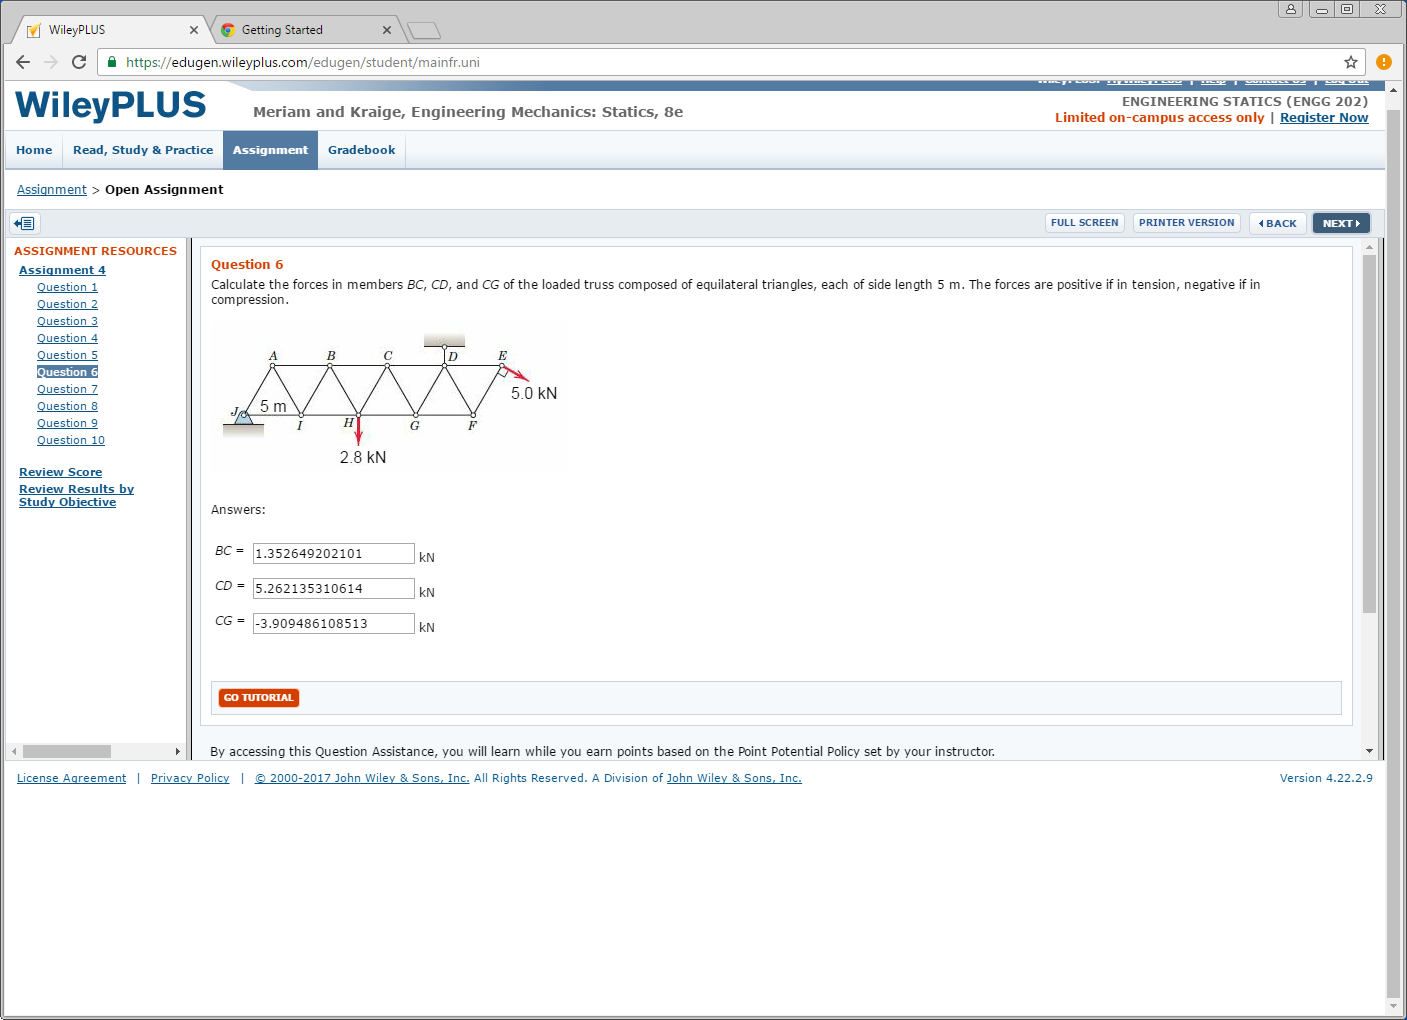 WileyPLUS
Getting Started
https://edugen.wileyplus.com/edugen/student/mainfr.uni
WileyPLUS
Meriam and Kraige, Engineering Mechanics: Statics, 8e
ENGINEERING STATICS (ENGG 202)
Limited on-campus access only | Register Now
Home
Read, Study & Practice
Assignment
Gradebook
Assignment > Open Assignment
FULL SCREEN
PRINTER VERSION
BACK
NEXT
ASSIGNMENT RESOURCES
Assignment 4
Question 1
Question 2
Question 3
Question 4
Question 5
Question 6
Question 7
Question 8
Question 9
Question 10
Review Score
Review Results by
Study Objective
Question 6
Calculate the forces in members BC, CD, and CG of the loaded truss composed of equilateral triangles, each of side length 5 m. The forces are positive if in tension, negative if in
compression.
A B C D E
5.0 kN
J 5 m
I H G F
2.8 kN
Answers:
BC = 1.352649202101 kN
CD = 5.262135310614 kN
CG = -3.909486108513 kN
GO TUTORIAL
By accessing this Question Assistance, you will learn while you earn points based on the Point Potential Policy set by your instructor.
License Agreement | Privacy Policy | © 2000-2017 John Wiley & Sons, Inc. All Rights Reserved. A Division of John Wiley & Sons, Inc.
Version 4.22.2.9